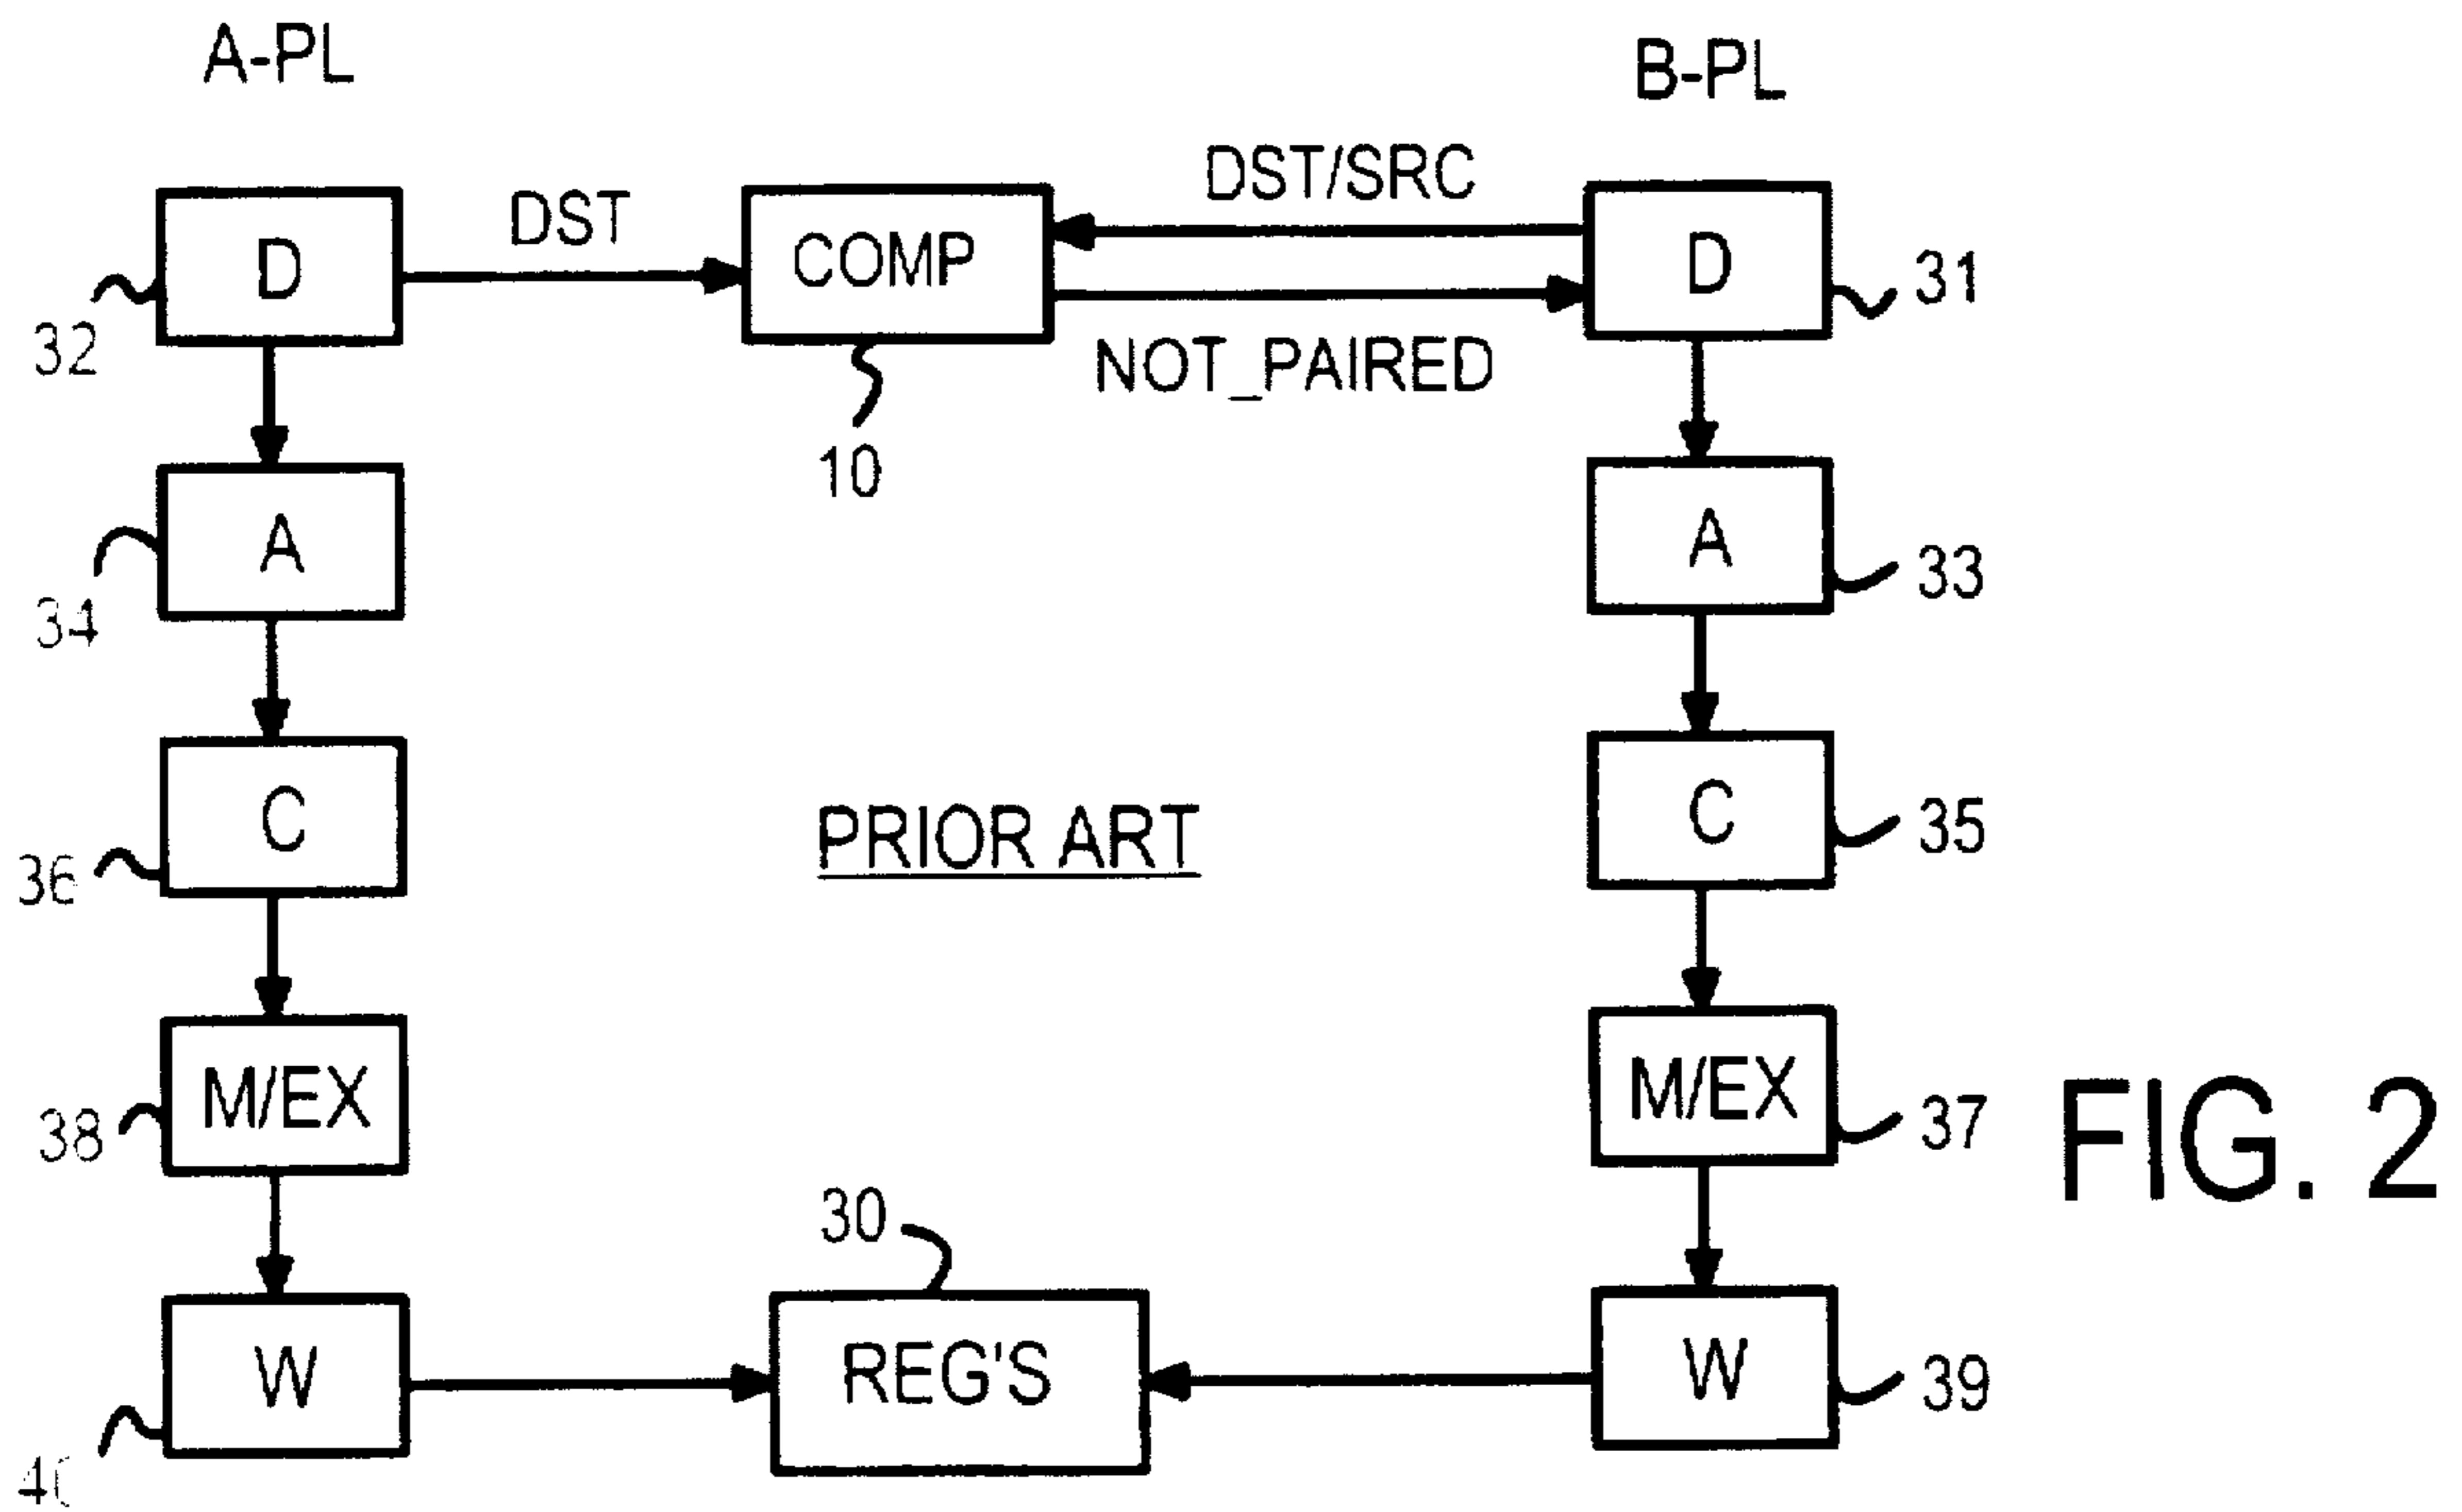 A-PL
B-PL
DST/SRC
DST
D
COMP
D
31
32
NOT_PAIRED
10
A
A
33
34
C
C
35
PRIOR ART
36
M/EX
M/EX
37
FIG. 2
38
30
W
REG'S
W
39